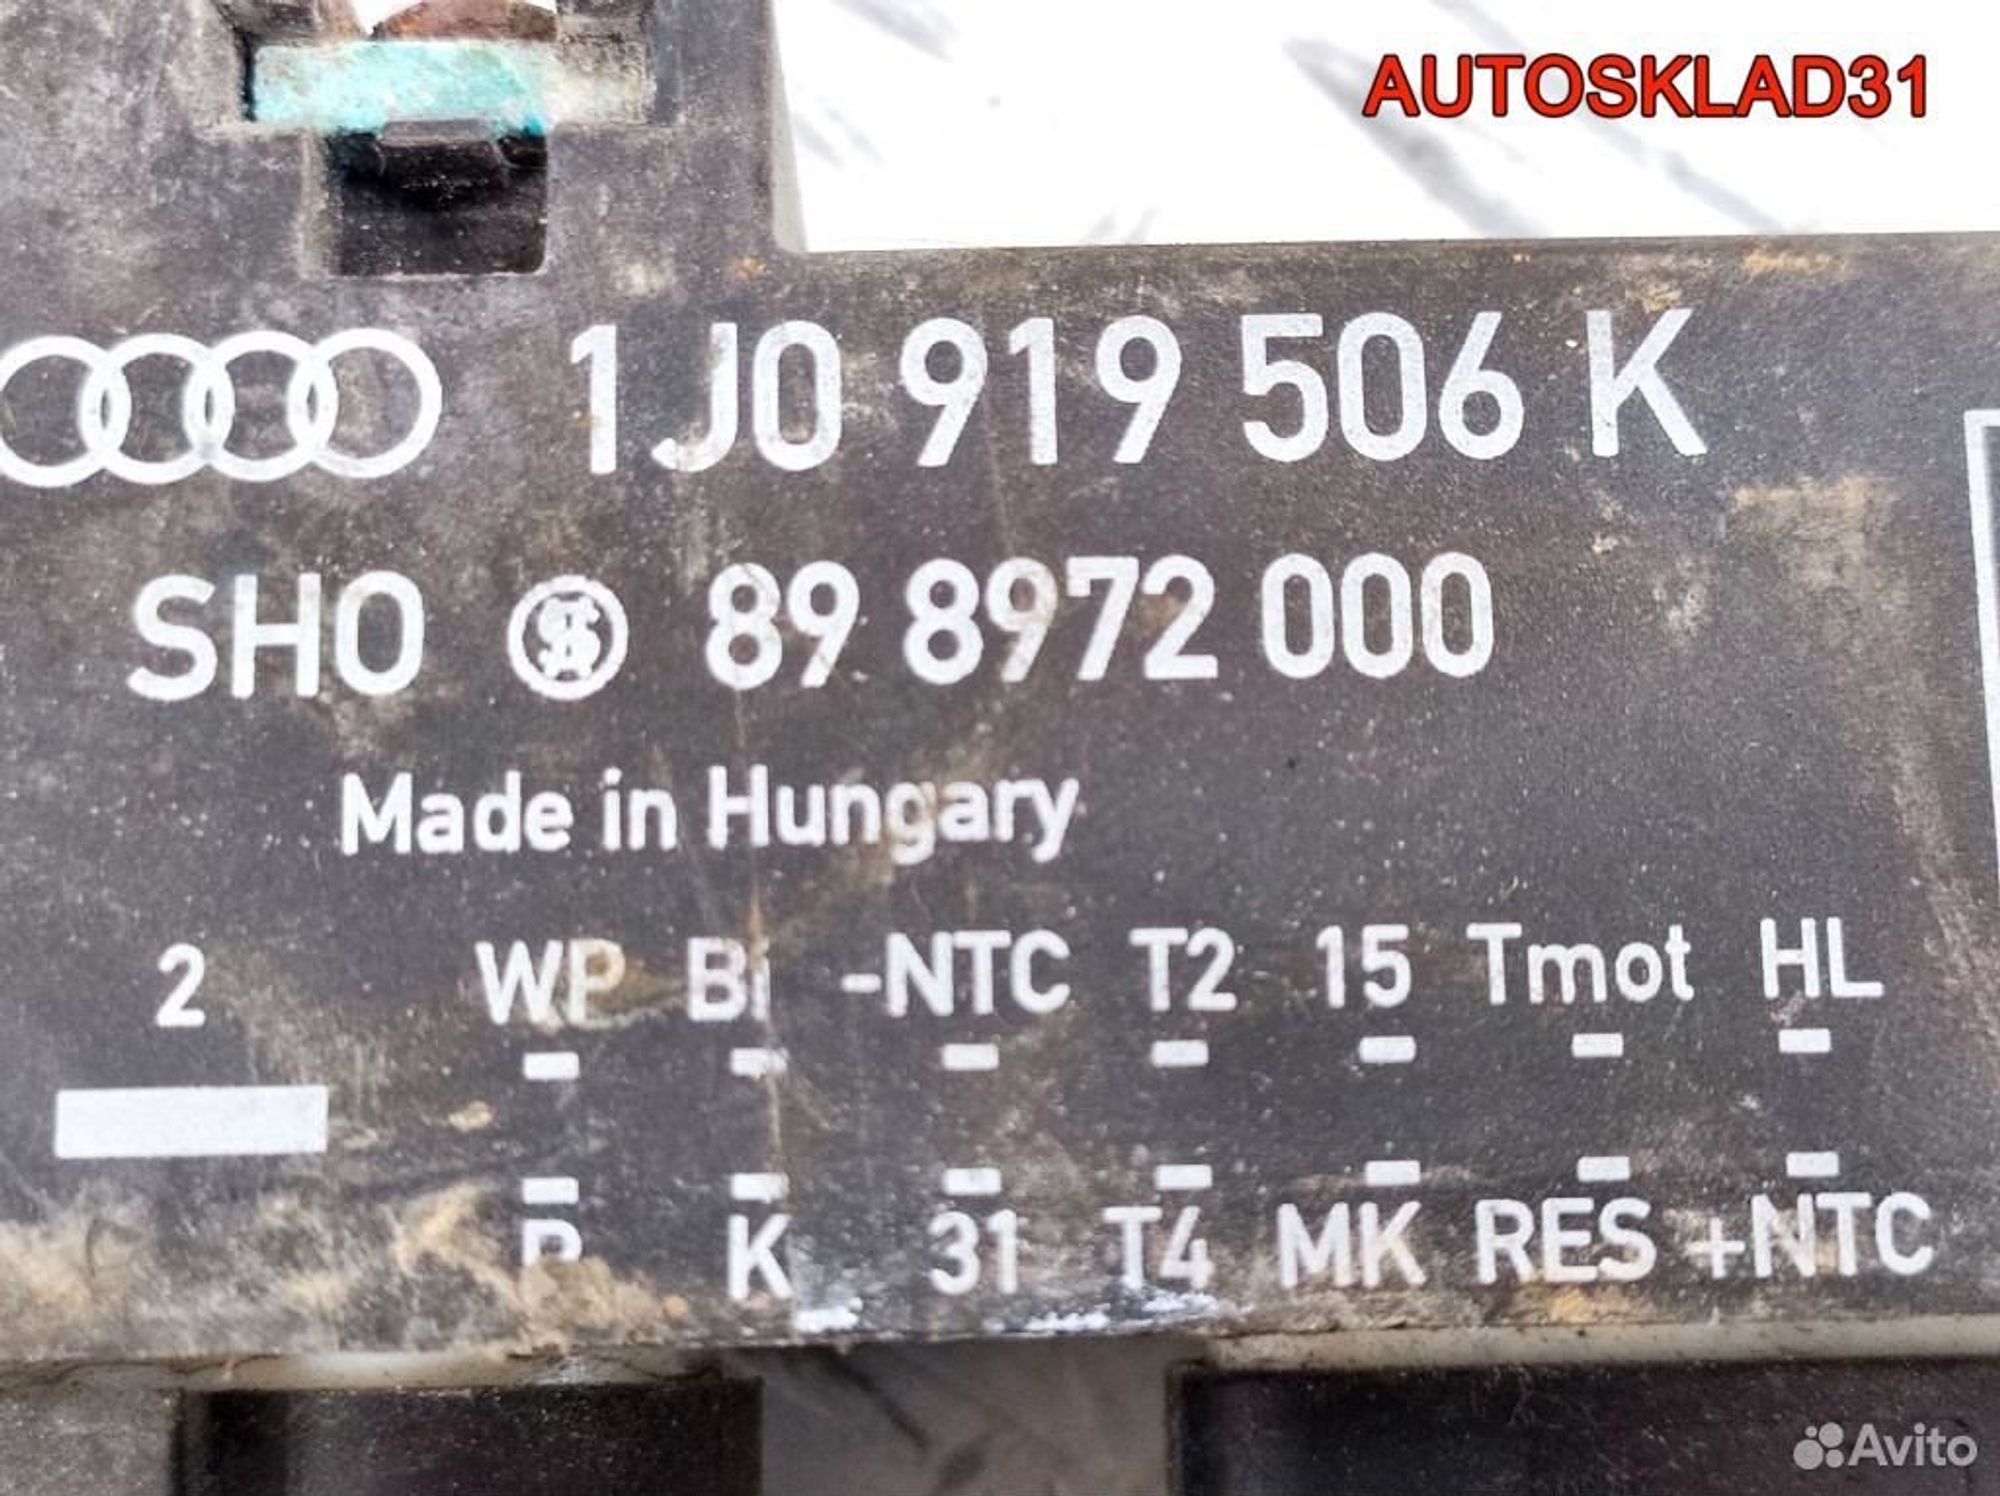 AUTOSKLAD31
1J0 919 506 K
SHO 89 8972 000
Made in Hungary
2 WP Bi -NTC T2 15 Tmot HL
K 31 T4 MK RES +NTC
Avito